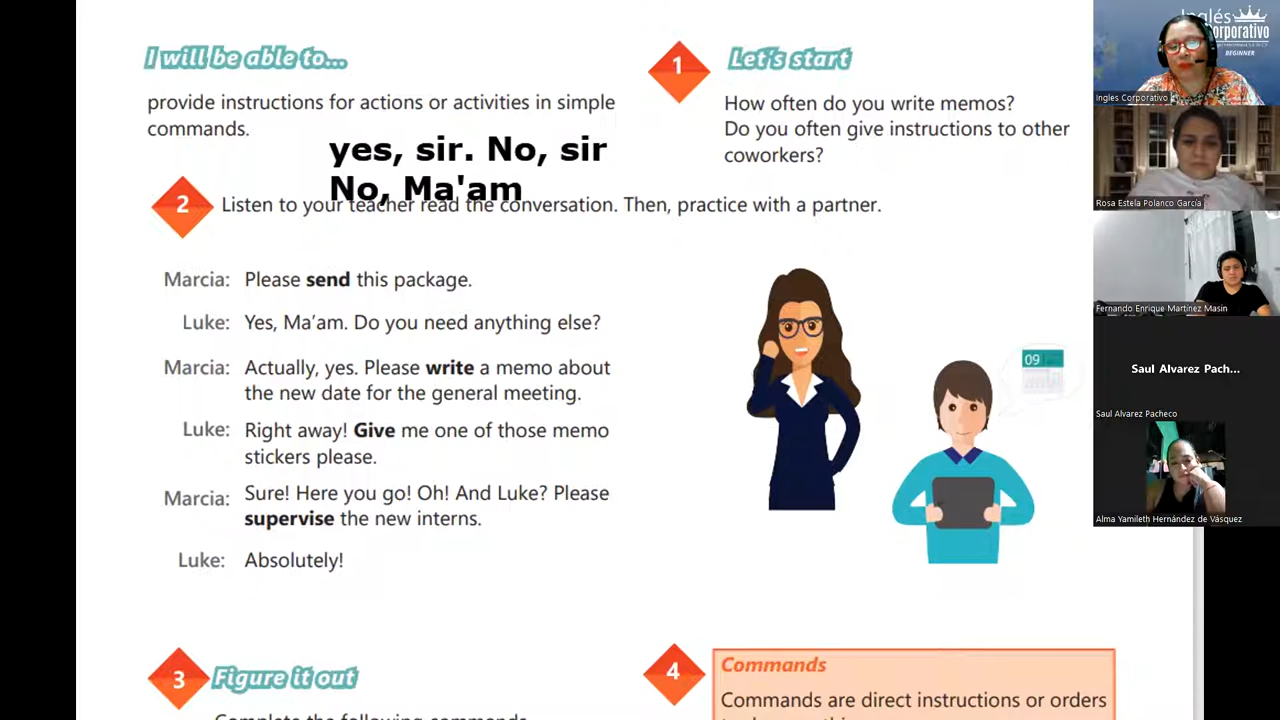 I will be able to...
provide instructions for actions or activities in simple
commands.
yes, sir. No, sir
No, Ma'am
1
Let's start
How often do you write memos?
Do you often give instructions to other
coworkers?
2
Listen to your teacher read the conversation. Then, practice with a partner.
Marcia: Please send this package.
Luke: Yes, Ma'am. Do you need anything else?
Marcia: Actually, yes. Please write a memo about
the new date for the general meeting.
Luke: Right away! Give me one of those memo
stickers please.
Marcia: Sure! Here you go! Oh! And Luke? Please
supervise the new interns.
Luke: Absolutely!
09
3
Figure it out
Complete the following commands
4
Commands
Commands are direct instructions or orders
Inglés
Corporativo
BEGINNER
Ingles Corporativo
Rosa Estela Polanco García
Fernando Enrique Martinez Masin
Saul Alvarez Pach...
Saul Alvarez Pacheco
Alma Yamileth Hernández de Vásquez